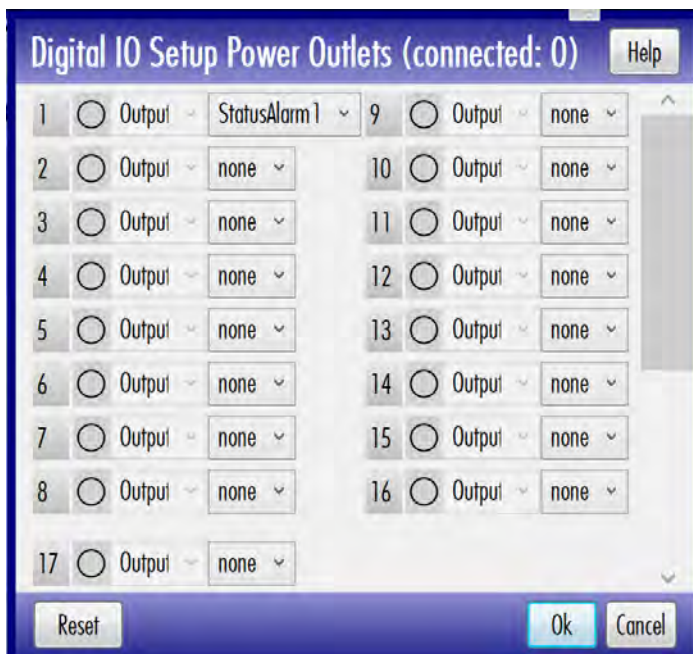 Digital IO Setup Power Outlets (connected: 0) Help
1 Output StatusAlarm1 9 Output none
2 Output none 10 Output none
3 Output none 11 Output none
4 Output none 12 Output none
5 Output none 13 Output none
6 Output none 14 Output none
7 Output none 15 Output none
8 Output none 16 Output none
17 Output none
Reset Ok Cancel